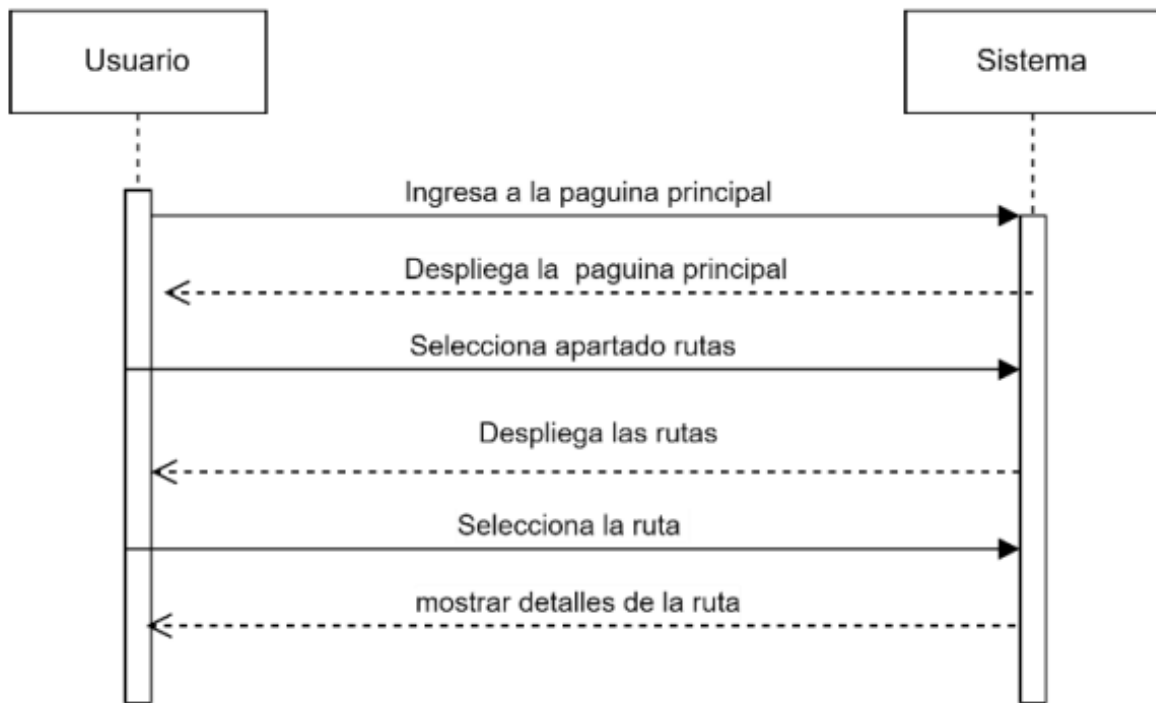 Usuario
Sistema
Ingresa a la paguina principal
Despliega la paguina principal
Selecciona apartado rutas
Despliega las rutas
Selecciona la ruta
mostrar detalles de la ruta